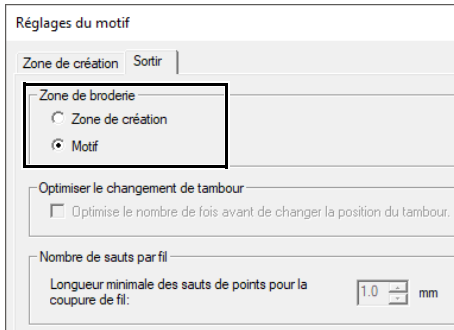 Réglages du motif
Zone de création Sortir
Zone de broderie
Zone de création
Motif
Optimiser le changement de tambour
Optimise le nombre de fois avant de changer la position du tambour.
Nombre de sauts par fil
Longueur minimale des sauts de points pour la
coupure de fil:
1.0 mm